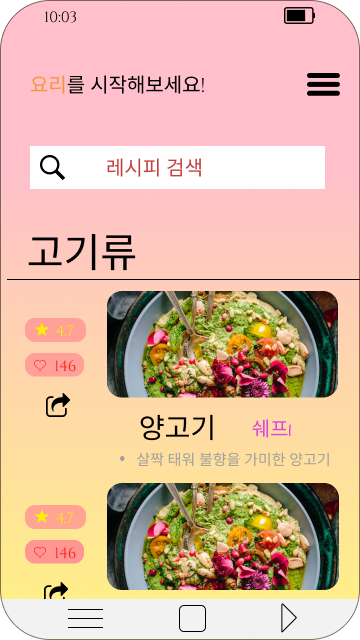 10:03
요리를 시작해보세요!
레시피 검색
고기류
4.7
146
양고기 쉐프
• 살짝 태워 불향을 가미한 양고기
4.7
146